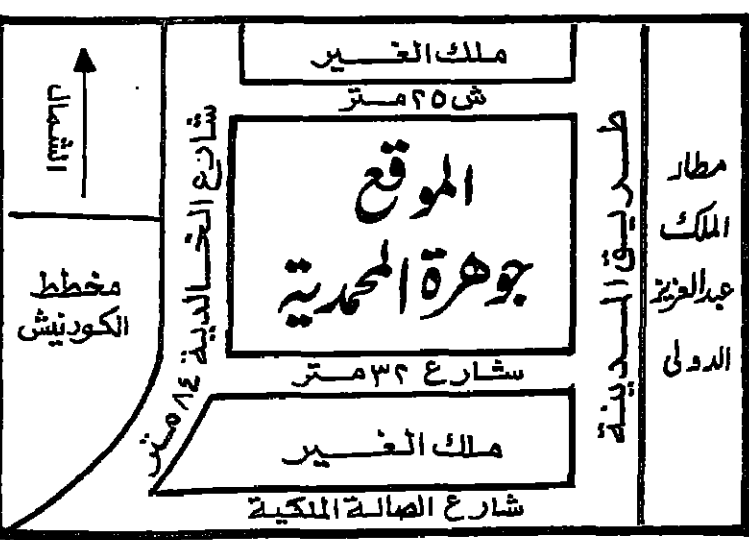 ملك الغير
ش ٢٥ متر
الشمال
شارع الخالدية ٨٤ متر
الموقع
جوهرة المحمدية
طريق المدينة
مطار
الملك
عبدالعزيز
الدولى
مخطط
الكورنيش
شارع ٣٢ متر
ملك الغير
شارع الصالة الملكية